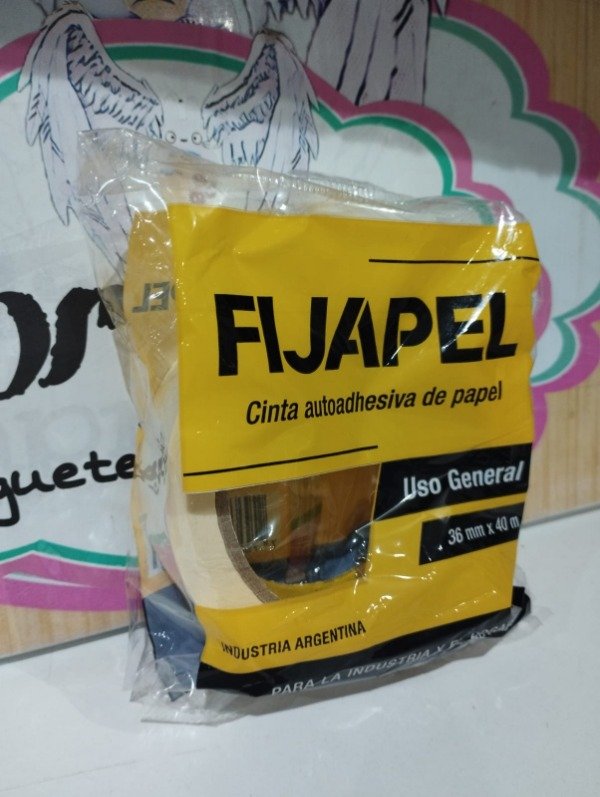 FIJAPEL
Cinta autoadhesiva de papel
Uso General
36 mm x 40 m
INDUSTRIA ARGENTINA
PARA LA INDUSTRIA Y
guete